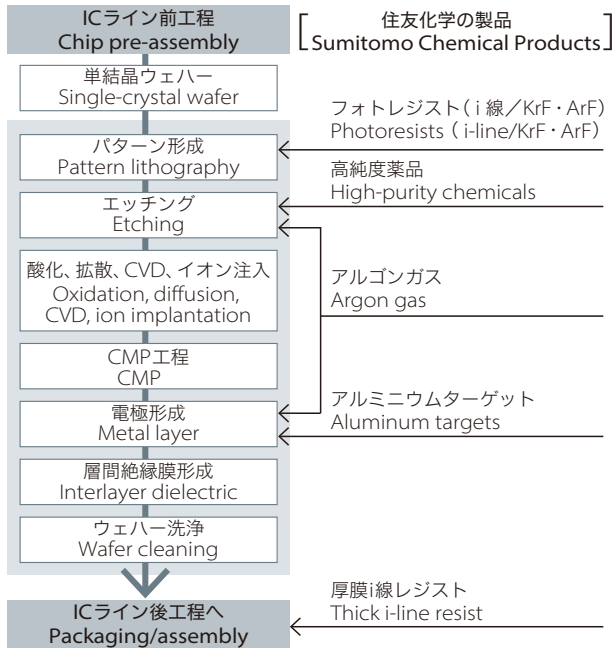 ICライン前工程
Chip pre-assembly
住友化学の製品
Sumitomo Chemical Products
単結晶ウェハー
Single-crystal wafer
フォトレジスト（i 線／KrF・ArF）
Photoresists（i-line/KrF・ArF）
パターン形成
Pattern lithography
高純度薬品
High-purity chemicals
エッチング
Etching
酸化、拡散、CVD、イオン注入
Oxidation, diffusion,
CVD, ion implantation
アルゴンガス
Argon gas
CMP工程
CMP
アルミニウムターゲット
Aluminum targets
電極形成
Metal layer
層間絶縁膜形成
Interlayer dielectric
ウェハー洗浄
Wafer cleaning
厚膜i線レジスト
Thick i-line resist
ICライン後工程へ
Packaging/assembly